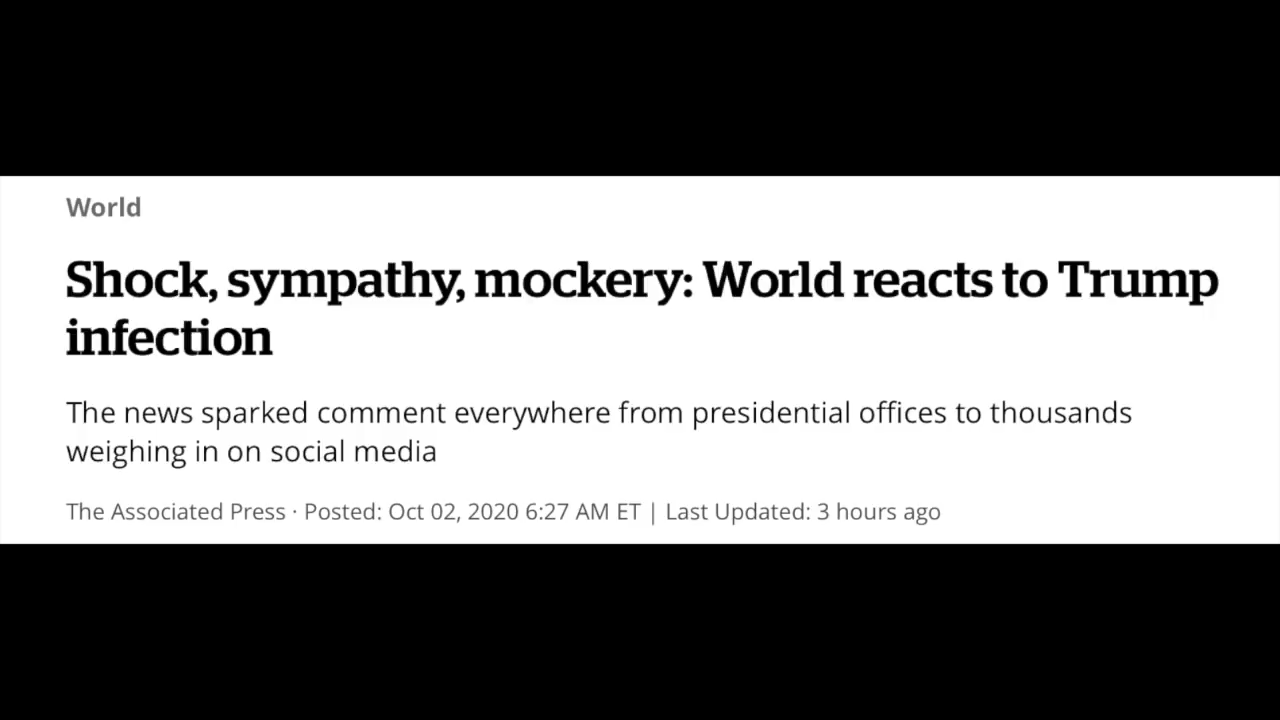 World
Shock, sympathy, mockery: World reacts to Trump
infection
The news sparked comment everywhere from presidential offices to thousands
weighing in on social media
The Associated Press · Posted: Oct 02, 2020 6:27 AM ET | Last Updated: 3 hours ago